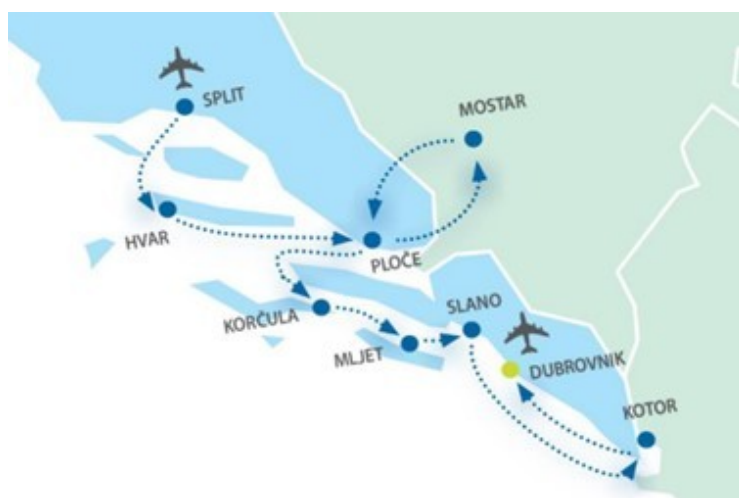 SPLIT
MOSTAR
HVAR
PLOČE
KORČULA
SLANO
MLJET
DUBROVNIK
KOTOR